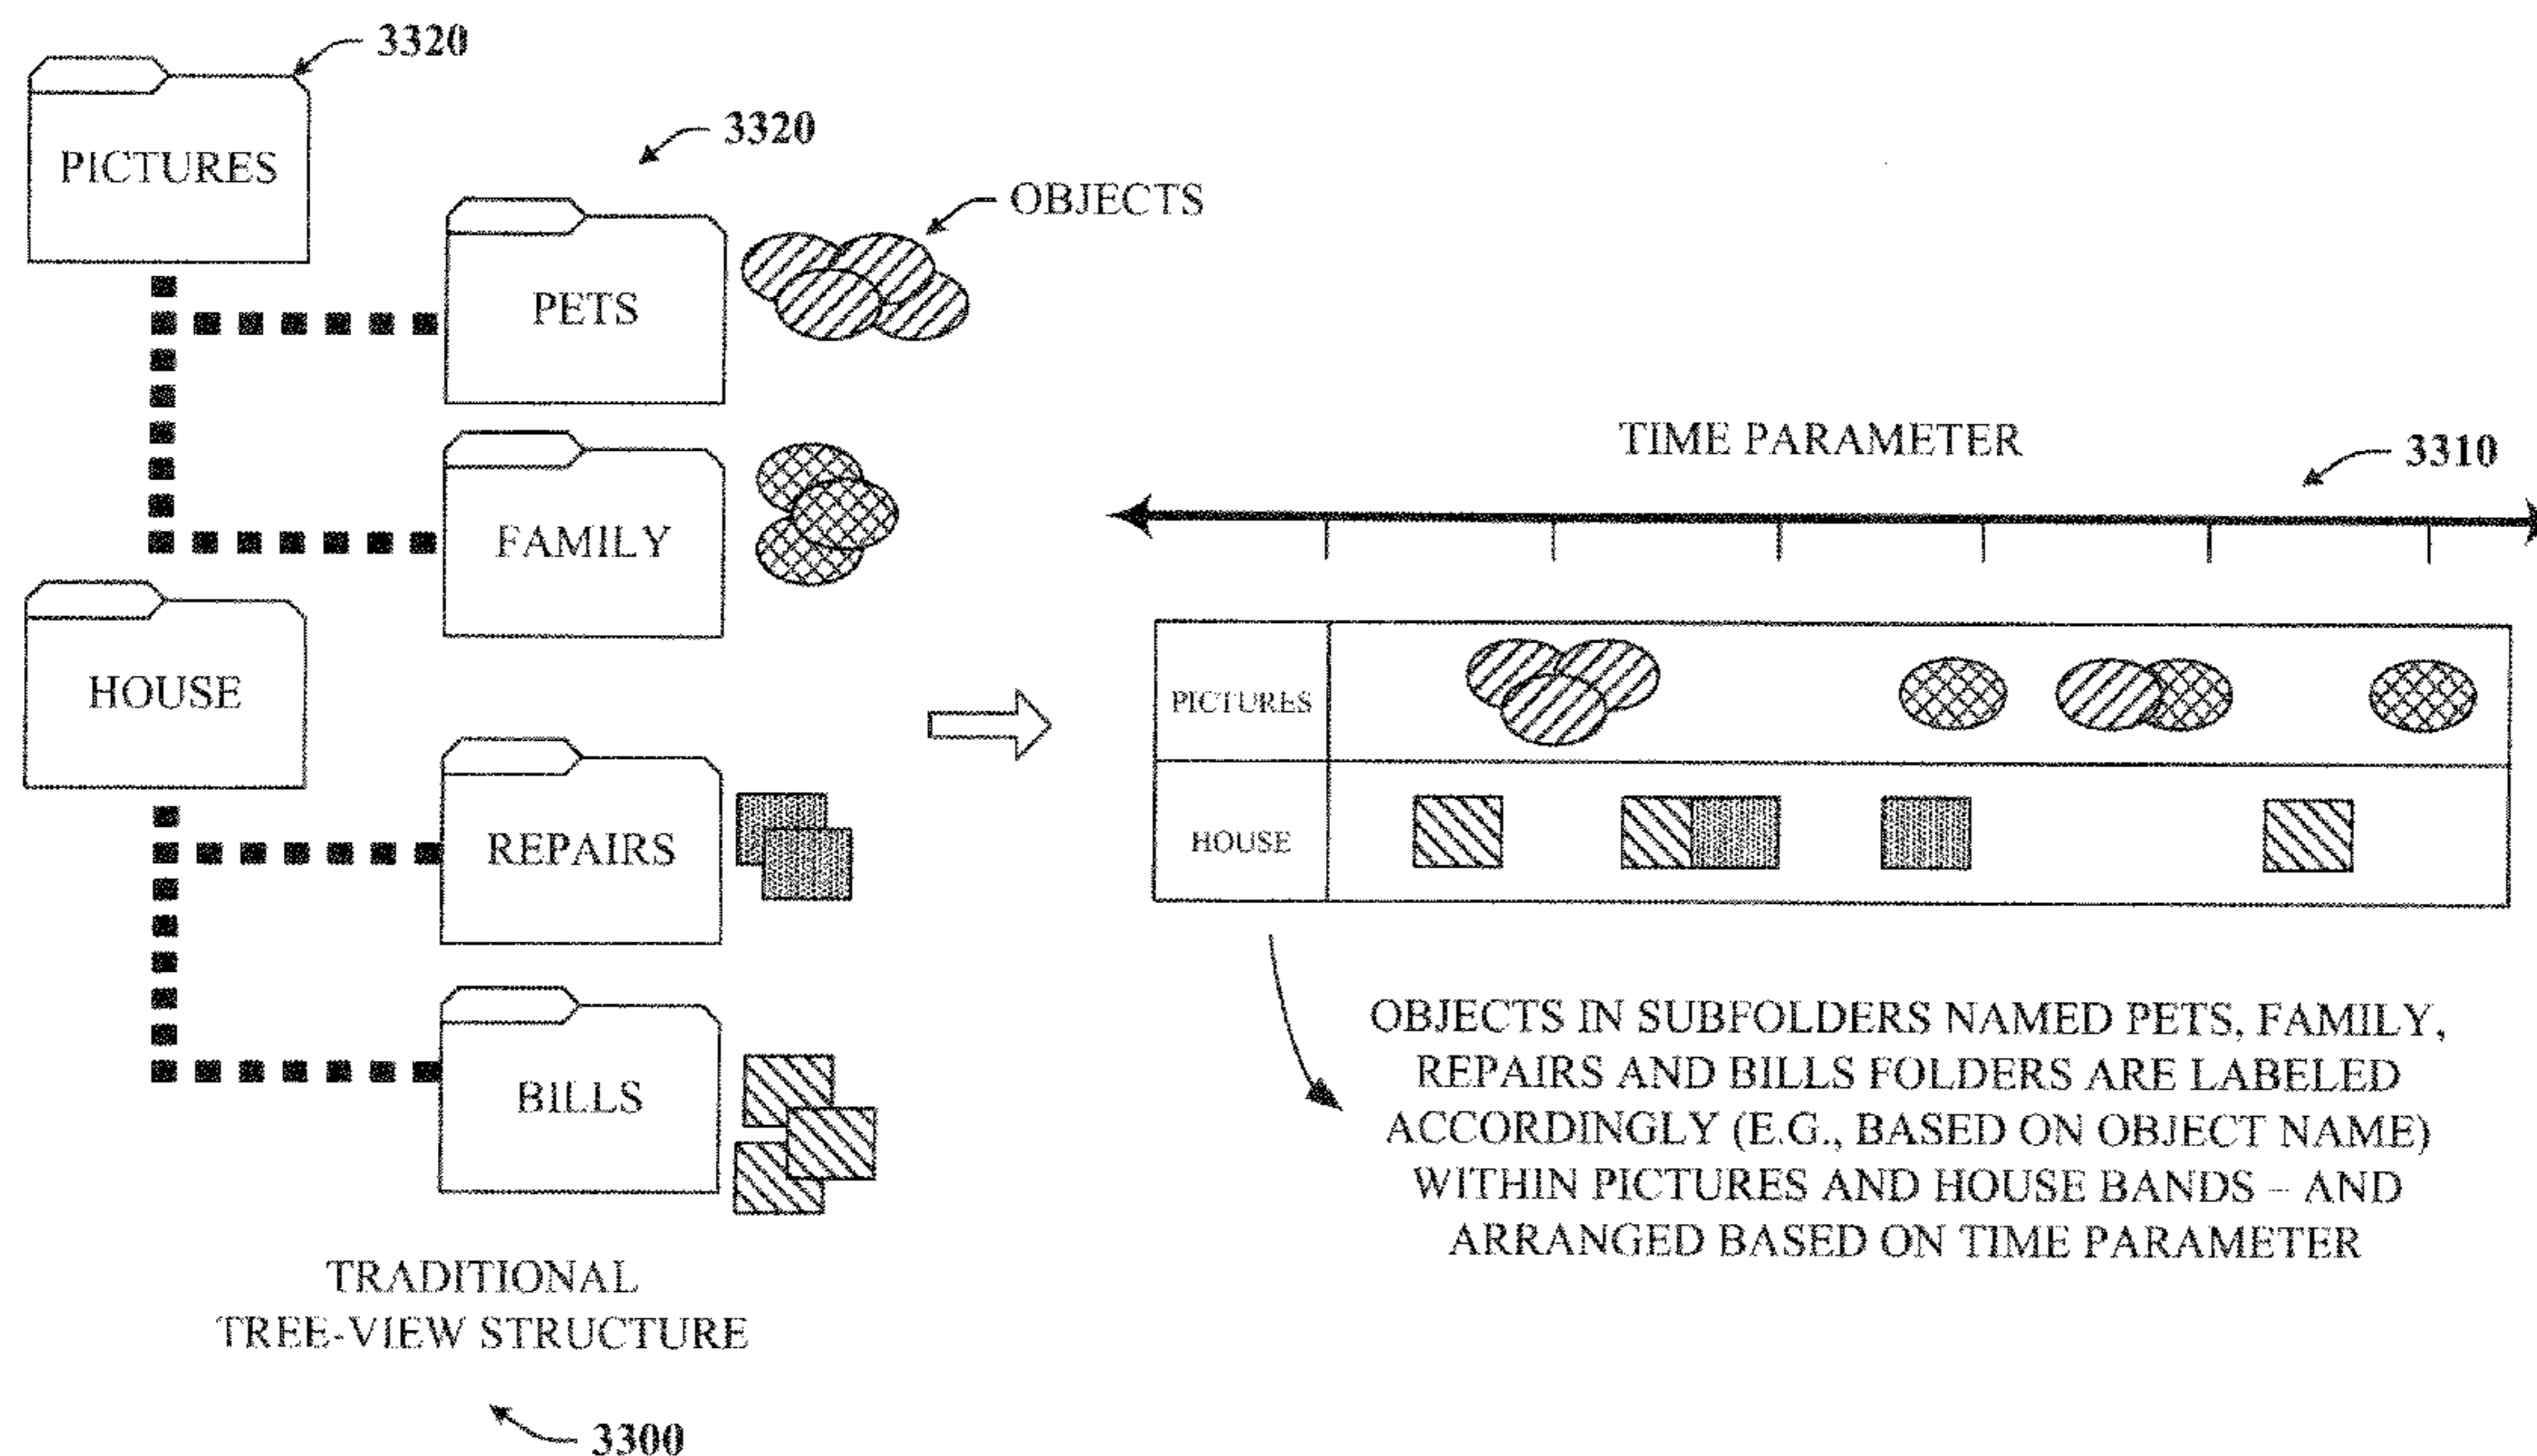 3320
PICTURES
3320
OBJECTS
PETS
FAMILY
HOUSE
REPAIRS
BILLS
TRADITIONAL
TREE-VIEW STRUCTURE
3300
TIME PARAMETER
3310
PICTURES
HOUSE
OBJECTS IN SUBFOLDERS NAMED PETS, FAMILY,
REPAIRS AND BILLS FOLDERS ARE LABELED
ACCORDINGLY (E.G., BASED ON OBJECT NAME)
WITHIN PICTURES AND HOUSE BANDS – AND
ARRANGED BASED ON TIME PARAMETER